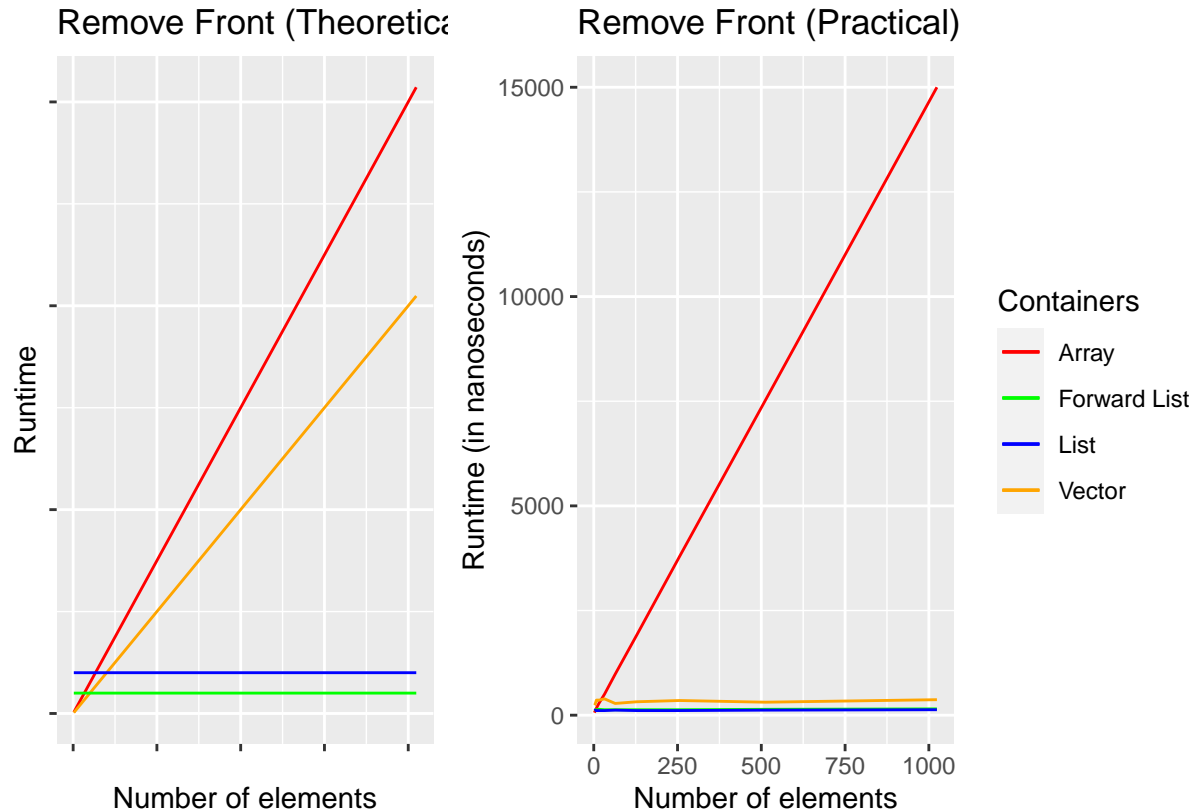 Remove Front (Theoretica
Runtime
Number of elements
Remove Front (Practical)
Runtime (in nanoseconds)
15000
10000
5000
0
0 250 500 750 1000
Number of elements
Containers
Array
Forward List
List
Vector